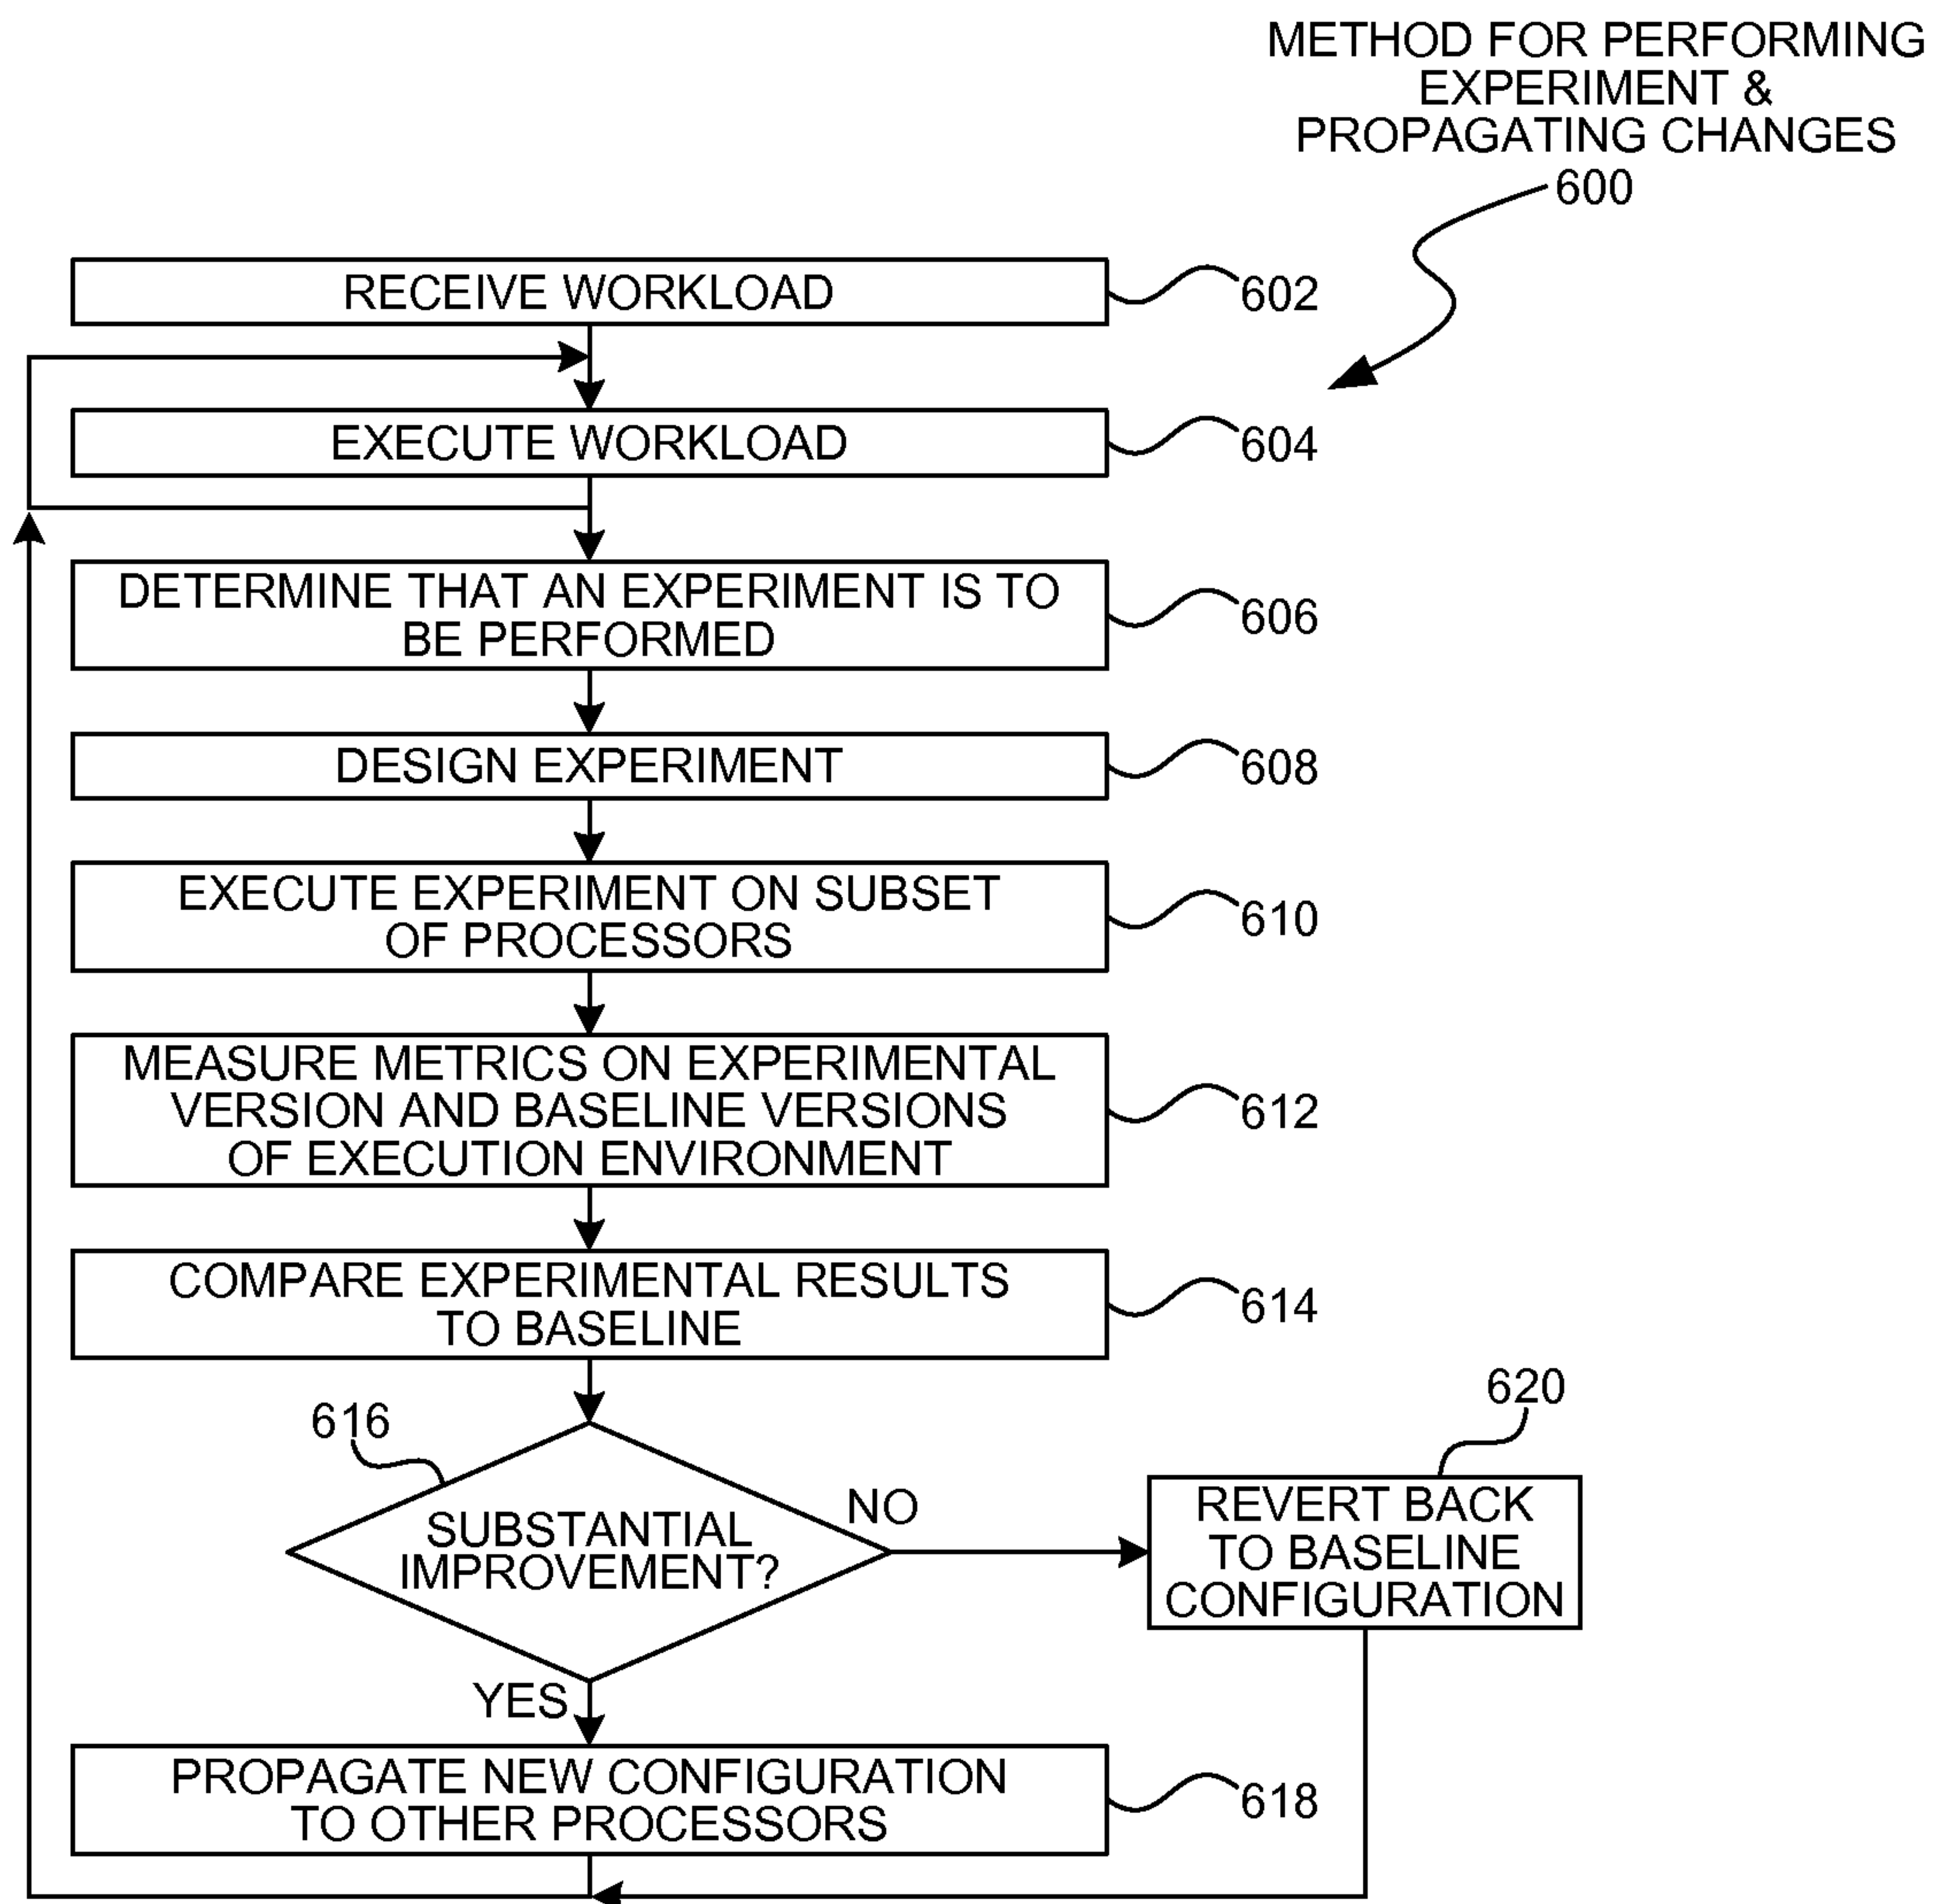 METHOD FOR PERFORMING
EXPERIMENT &
PROPAGATING CHANGES
600
RECEIVE WORKLOAD
602
EXECUTE WORKLOAD
604
DETERMINE THAT AN EXPERIMENT IS TO
BE PERFORMED
606
DESIGN EXPERIMENT
608
EXECUTE EXPERIMENT ON SUBSET
OF PROCESSORS
610
MEASURE METRICS ON EXPERIMENTAL
VERSION AND BASELINE VERSIONS
OF EXECUTION ENVIRONMENT
612
COMPARE EXPERIMENTAL RESULTS
TO BASELINE
614
616
SUBSTANTIAL
IMPROVEMENT?
NO
620
REVERT BACK
TO BASELINE
CONFIGURATION
YES
PROPAGATE NEW CONFIGURATION
TO OTHER PROCESSORS
618